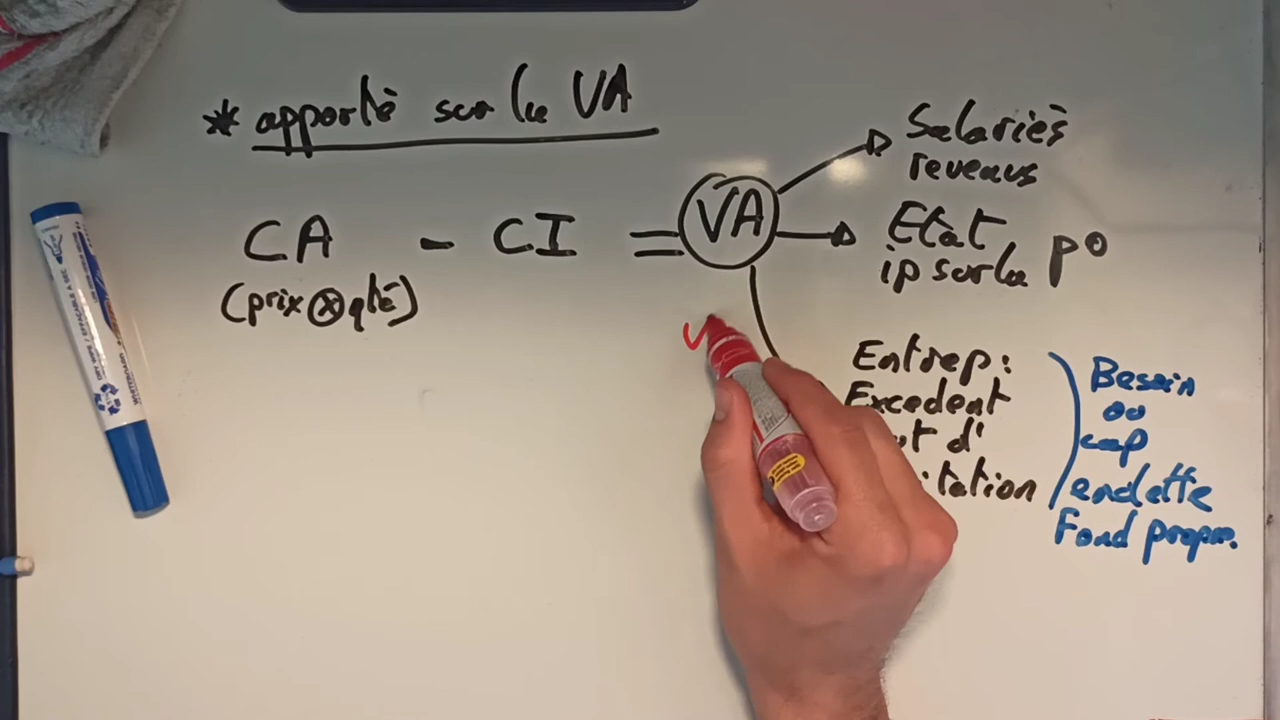 * apporté sur la VA
CA - CI = VA
(prix ⊗ qté)
Salariés
revenus
Etat
ip sur la p°
Entrep:
Excedent
d'
Besoin
ou
cap
endette
Fond propre.